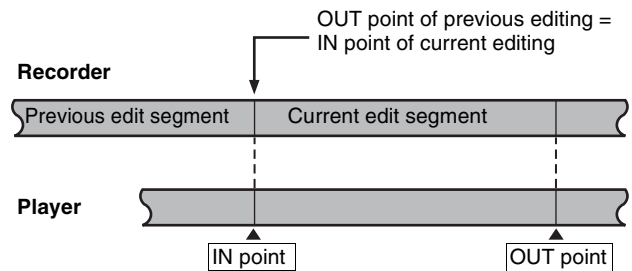 OUT point of previous editing =
IN point of current editing
Recorder
Previous edit segment
Current edit segment
Player
IN point
OUT point